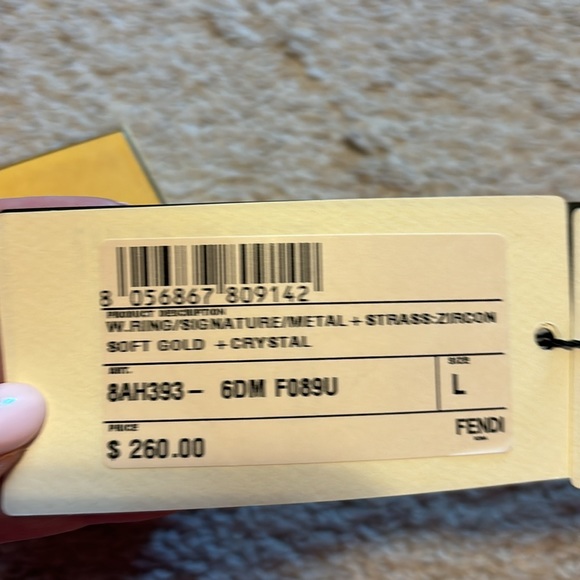 8 056867 809142
PRODUCT DESCRIPTION
W.RING/SIGNATURE/METAL+STRASS:ZIRCON
SOFT GOLD +CRYSTAL
ART.
8AH393- 6DM F089U
SIZE
L
PRICE
$ 260.00
FENDI
ROMA